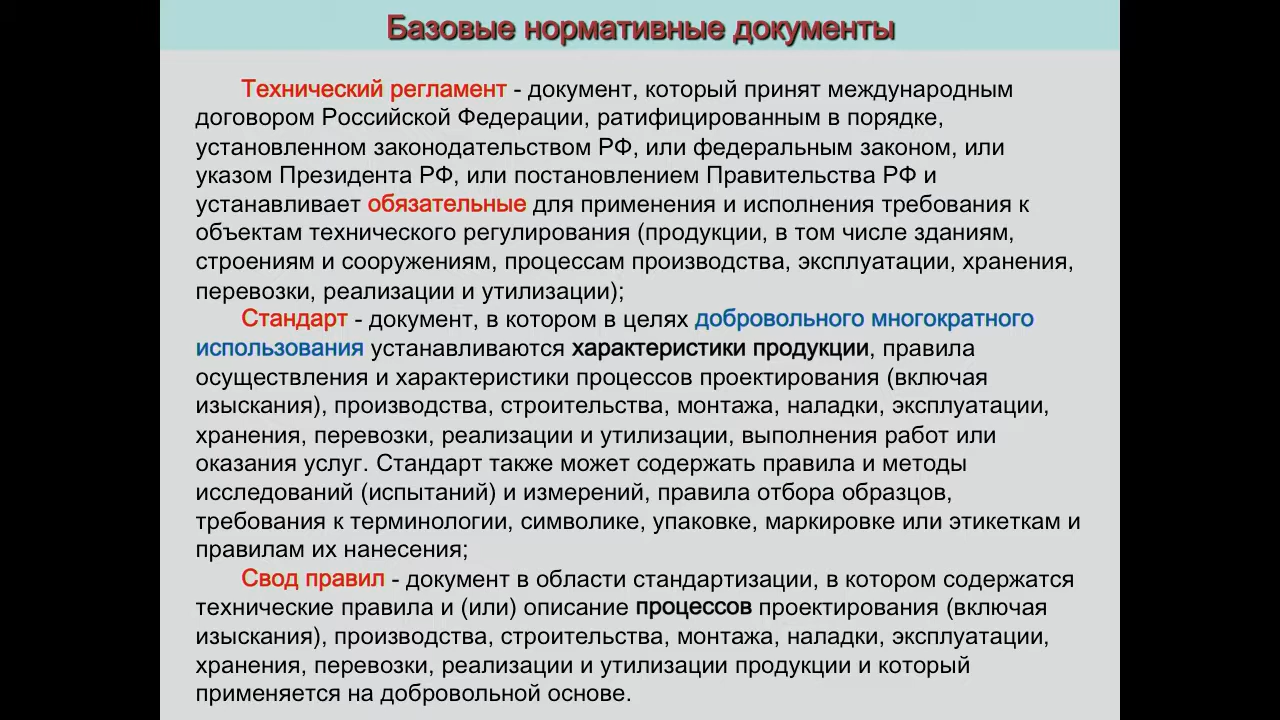 Базовые нормативные документы
Технический регламент - документ, который принят международным
договором Российской Федерации, ратифицированным в порядке,
установленном законодательством РФ, или федеральным законом, или
указом Президента РФ, или постановлением Правительства РФ и
устанавливает обязательные для применения и исполнения требования к
объектам технического регулирования (продукции, в том числе зданиям,
строениям и сооружениям, процессам производства, эксплуатации, хранения,
перевозки, реализации и утилизации);
Стандарт - документ, в котором в целях добровольного многократного
использования устанавливаются характеристики продукции, правила
осуществления и характеристики процессов проектирования (включая
изыскания), производства, строительства, монтажа, наладки, эксплуатации,
хранения, перевозки, реализации и утилизации, выполнения работ или
оказания услуг. Стандарт также может содержать правила и методы
исследований (испытаний) и измерений, правила отбора образцов,
требования к терминологии, символике, упаковке, маркировке или этикеткам и
правилам их нанесения;
Свод правил - документ в области стандартизации, в котором содержатся
технические правила и (или) описание процессов проектирования (включая
изыскания), производства, строительства, монтажа, наладки, эксплуатации,
хранения, перевозки, реализации и утилизации продукции и который
применяется на добровольной основе.